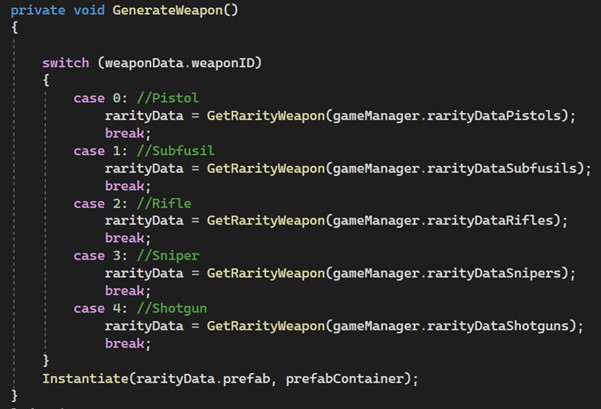 private void GenerateWeapon()
{
switch (weaponData.weaponID)
{
case 0: //Pistol
rarityData = GetRarityWeapon(gameManager.rarityDataPistols);
break;
case 1: //Subfusil
rarityData = GetRarityWeapon(gameManager.rarityDataSubfusils);
break;
case 2: //Rifle
rarityData = GetRarityWeapon(gameManager.rarityDataRifles);
break;
case 3: //Sniper
rarityData = GetRarityWeapon(gameManager.rarityDataSnipers);
break;
case 4: //Shotgun
rarityData = GetRarityWeapon(gameManager.rarityDataShotguns);
break;
}
Instantiate(rarityData.prefab, prefabContainer);
}